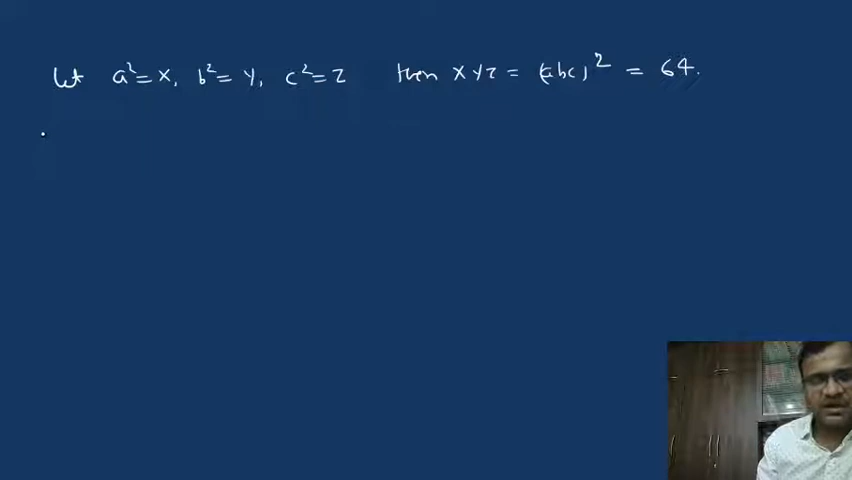 Let a²=x, b²= y, c²=z then xyz = (abc)² = 64.